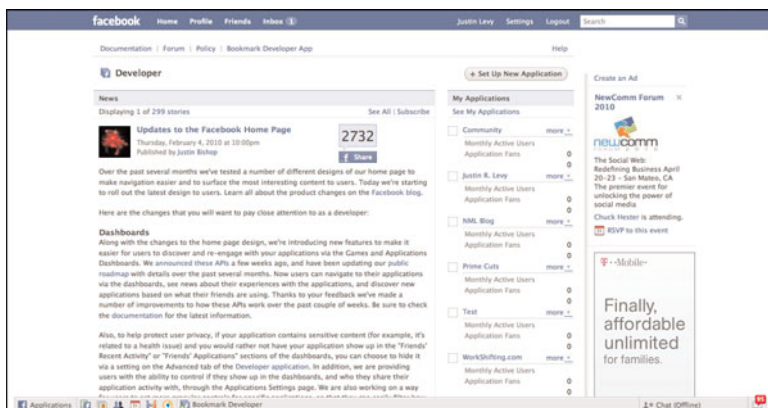 facebook Home Profile Friends Inbox 1 Justin Levy Settings Logout Search
Documentation | Forum | Policy | Bookmark Developer App Help
Developer
+ Set Up New Application
News
Displaying 1 of 299 stories See All | Subscribe
Updates to the Facebook Home Page
Thursday, February 4, 2010 at 10:00pm
Published by Justin Bishop
2732
f Share
Over the past several months we've tested a number of different designs of our home page to
make navigation easier and to surface the most interesting content to users. Today we're starting
to roll out the latest design to users. Learn all about the product changes on the Facebook blog.
Here are the changes that you will want to pay close attention to as a developer:
Dashboards
Along with the changes to the home page design, we're introducing new features to make it
easier for users to discover and re-engage with your applications via the Games and Applications
Dashboards. We announced these APIs a few weeks ago, and have been updating our public
roadmap with details over the past several months. Now users can navigate to their applications
via the dashboards, see news about their experiences with the applications, and discover new
applications based on what their friends are using. Thanks to your feedback we've made a
number of improvements to how these APIs work over the past couple of weeks. Be sure to check
the documentation for the latest information.
Also, to help protect user privacy, if your application contains sensitive content (for example, it's
related to a health issue) and you would rather not have your application show up in the "Friends'
Recent Activity" or "Friends' Applications" sections of the dashboards, you can choose to hide it
via a setting on the Advanced tab of the Developer application. In addition, we are providing
users with the ability to control if they show up in the dashboards, and who they share their
application activity with, through the Applications Settings page. We are also working on a way
My Applications
See My Applications
Community more
Monthly Active Users 0
Application Fans 0
Justin R. Levy more
Monthly Active Users 0
Application Fans 0
NML Blog more
Monthly Active Users 0
Application Fans 0
Prime Cuts more
Monthly Active Users 0
Application Fans 0
Test more
Monthly Active Users 0
Application Fans 0
WorkShifting.com more
Monthly Active Users 0
Application Fans 0
Create an Ad
NewComm Forum
2010
newcomm
The Social Web:
Redefining Business April
20-23 - San Mateo, CA
The premier event for
unlocking the power of
social media
Chuck Hester is attending.
RSVP to this event
T··Mobile·
Finally,
affordable
unlimited
for families.
Applications Bookmark Developer Chat (Offline) 95